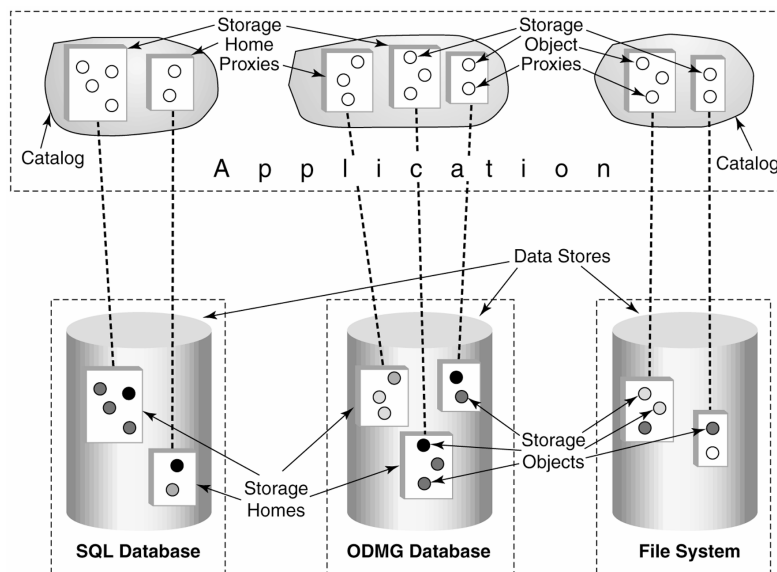 Storage
Home
Proxies
Storage
Object
Proxies
Catalog
Catalog
Application
Data Stores
Storage
Objects
Storage
Homes
SQL Database
ODMG Database
File System